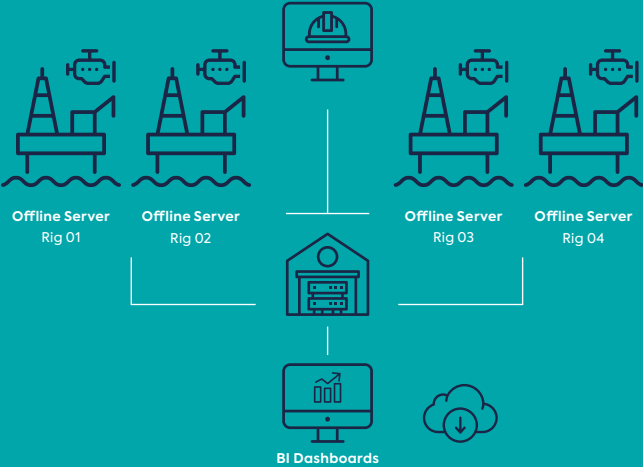 Offline Server
Rig 01
Offline Server
Rig 02
Offline Server
Rig 03
Offline Server
Rig 04
BI Dashboards